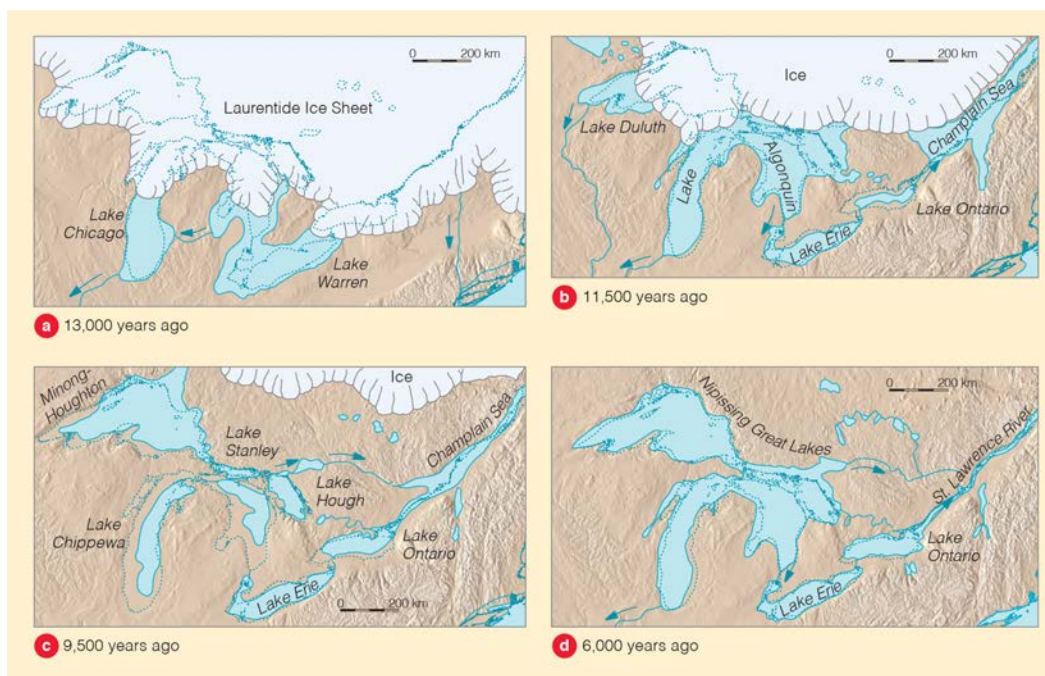 0 200 km
Laurentide Ice Sheet
Lake
Chicago
Lake
Warren
a 13,000 years ago
0 200 km
Ice
Champlain Sea
Lake Duluth
Lake
Algonquin
Lake Ontario
Lake Erie
b 11,500 years ago
Ice
Minong-
Houghton
Champlain Sea
Lake
Stanley
Lake
Hough
Lake
Chippewa
Lake
Ontario
Lake Erie
0 200 km
c 9,500 years ago
0 200 km
Nipissing Great Lakes
St. Lawrence River
Lake
Ontario
Lake Erie
d 6,000 years ago